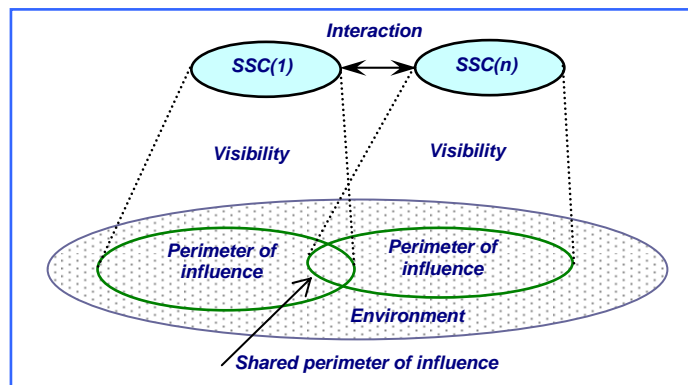 Interaction
SSC(1)
SSC(n)
Visibility
Visibility
Perimeter of
influence
Perimeter of
influence
Environment
Shared perimeter of influence